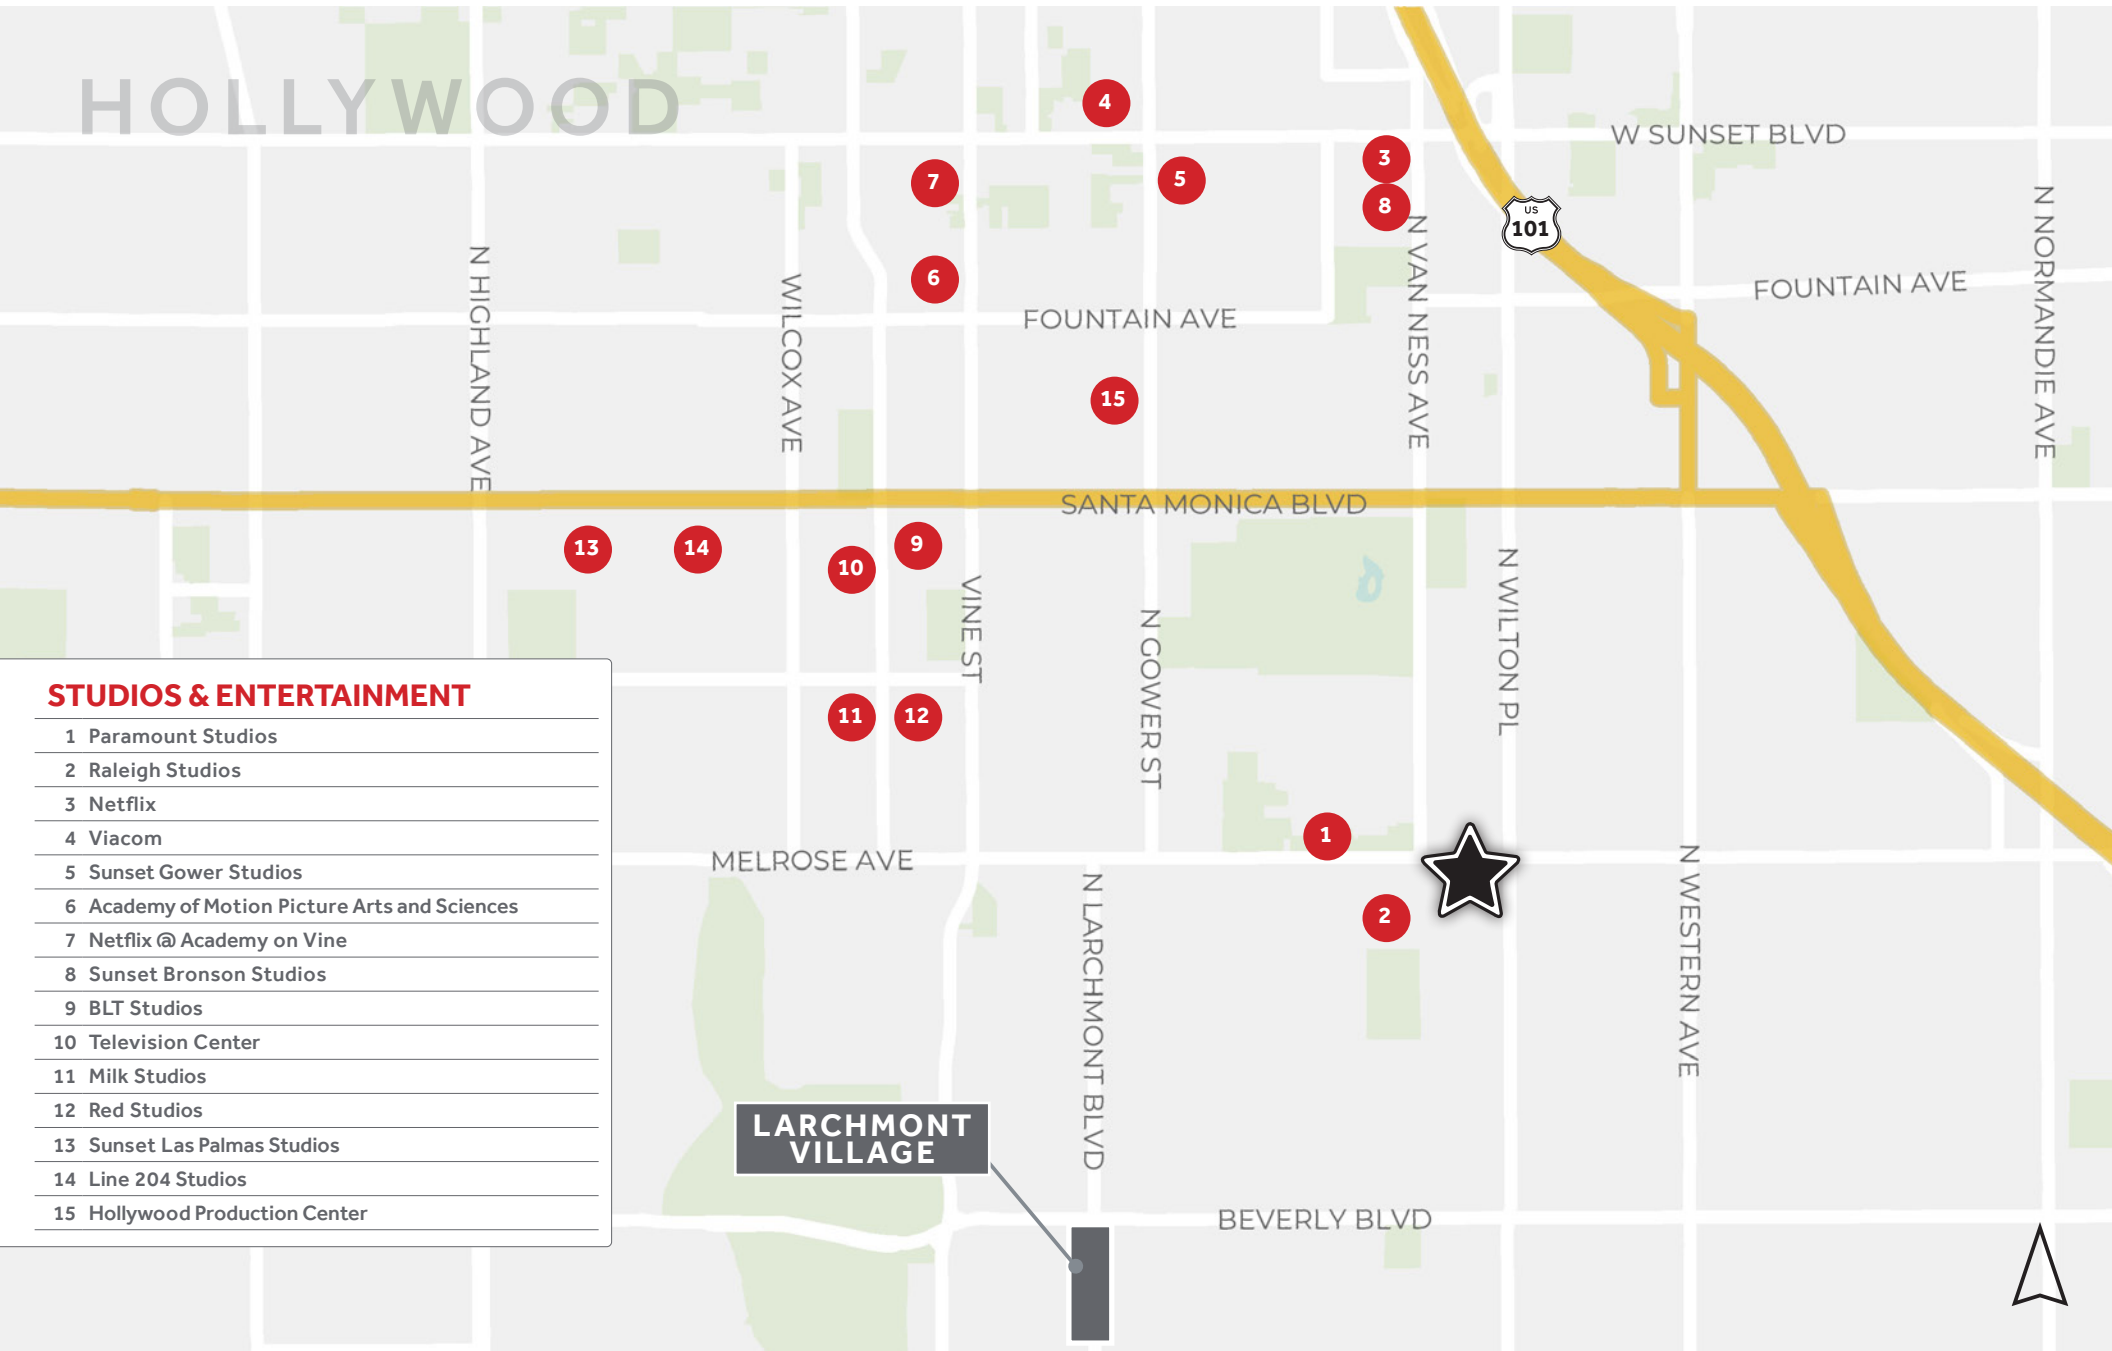 HOLLYWOOD
4
W SUNSET BLVD
3
7
5
8
US
101
N HIGHLAND AVE
WILCOX AVE
6
N VAN NESS AVE
N NORMANDIE AVE
FOUNTAIN AVE
FOUNTAIN AVE
15
SANTA MONICA BLVD
13
14
9
10
VINE ST
N GOWER ST
N WILTON PL
11
12
1
MELROSE AVE
2
N LARCHMONT BLVD
N WESTERN AVE
LARCHMONT
VILLAGE
BEVERLY BLVD
STUDIOS & ENTERTAINMENT
1 Paramount Studios
2 Raleigh Studios
3 Netflix
4 Viacom
5 Sunset Gower Studios
6 Academy of Motion Picture Arts and Sciences
7 Netflix @ Academy on Vine
8 Sunset Bronson Studios
9 BLT Studios
10 Television Center
11 Milk Studios
12 Red Studios
13 Sunset Las Palmas Studios
14 Line 204 Studios
15 Hollywood Production Center